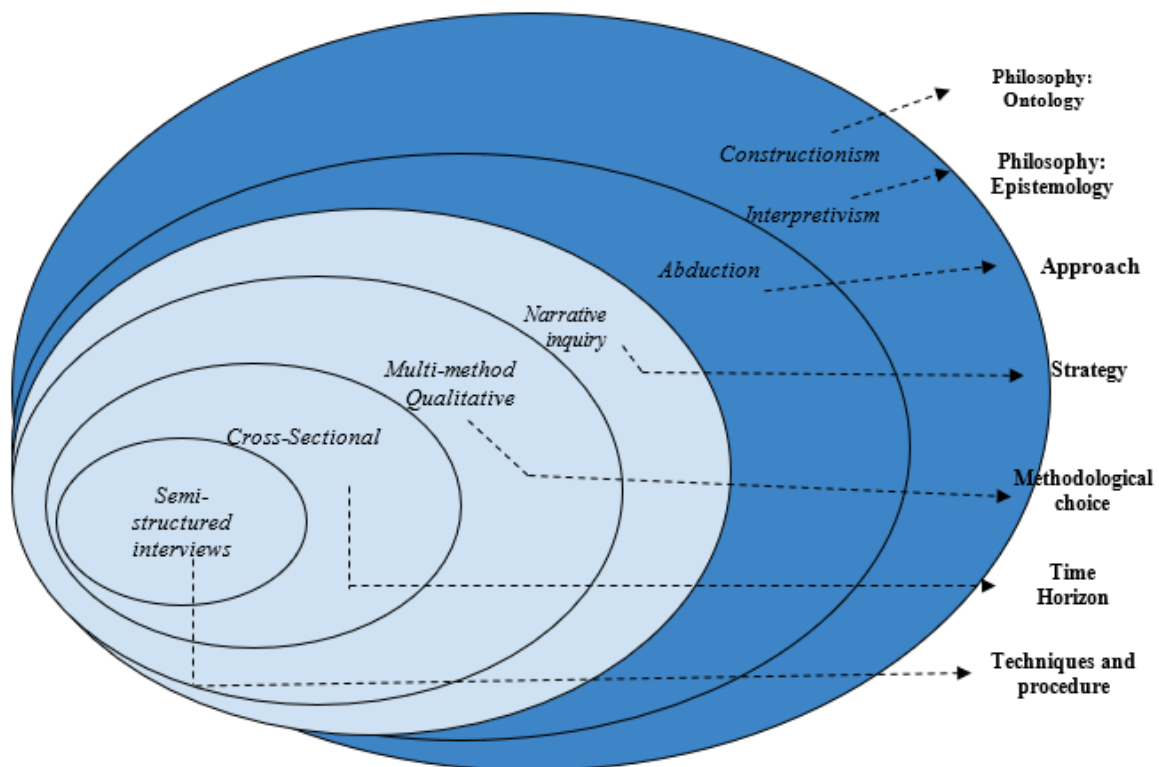 Philosophy:
Ontology
Constructionism
Philosophy:
Epistemology
Interpretivism
Abduction
Approach
Narrative
inquiry
Strategy
Multi-method
Qualitative
Cross-Sectional
Methodological
choice
Semi-
structured
interviews
Time
Horizon
Techniques and
procedure